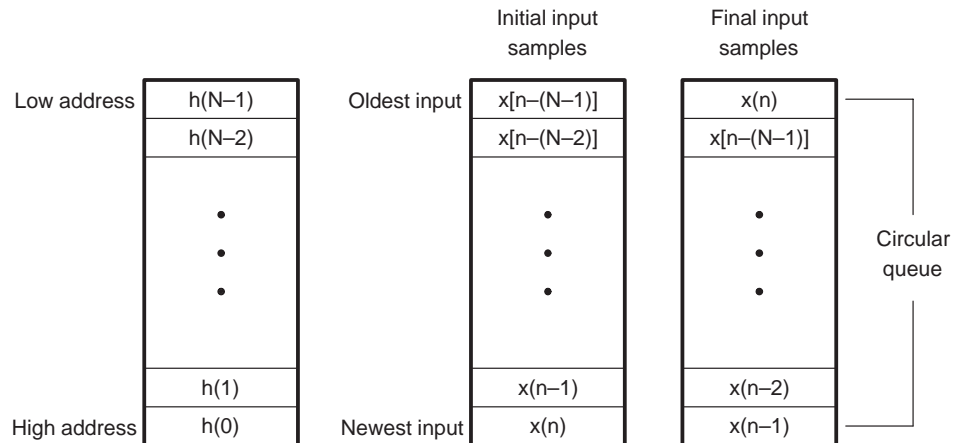 Initial input
samples
Final input
samples
Low address
h(N–1)
Oldest input
x[n–(N–1)]
x(n)
h(N–2)
x[n–(N–2)]
x[n–(N–1)]
Circular
queue
h(1)
x(n–1)
x(n–2)
High address
h(0)
Newest input
x(n)
x(n–1)